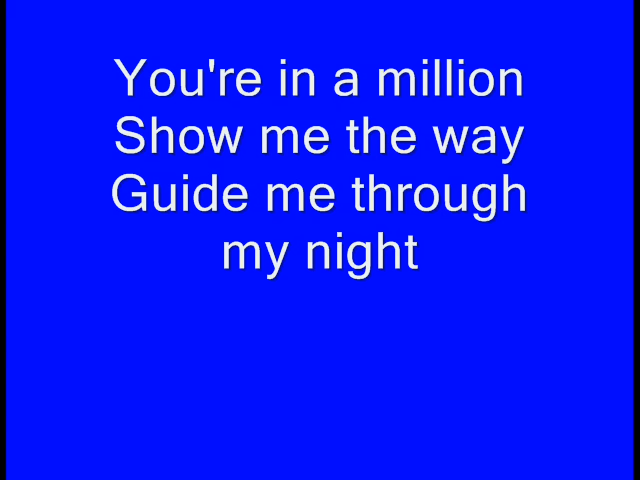 You're in a million
Show me the way
Guide me through
my night